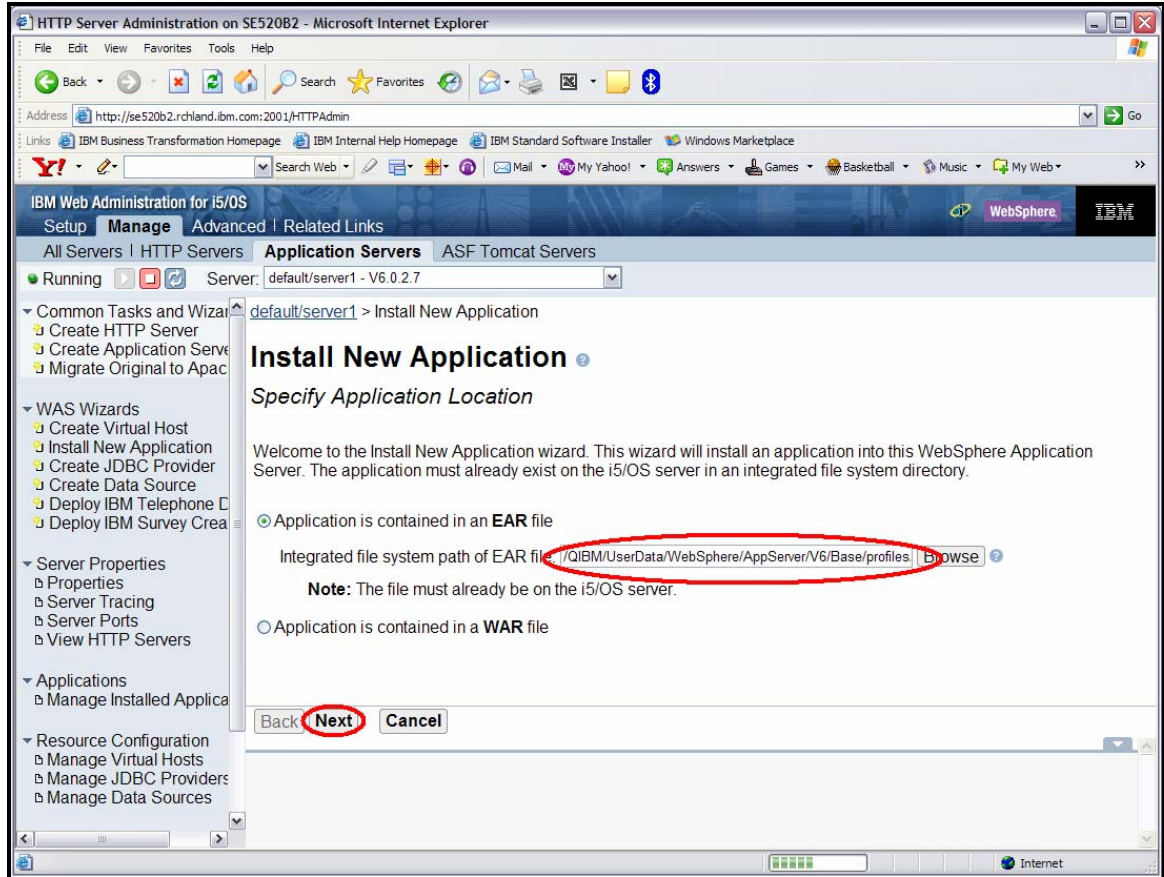 HTTP Server Administration on SE520B2 - Microsoft Internet Explorer
File Edit View Favorites Tools Help
Back Search Favorites
Address http://se520b2.rchland.ibm.com:2001/HTTPAdmin Go
Links IBM Business Transformation Homepage IBM Internal Help Homepage IBM Standard Software Installer Windows Marketplace
Y! Search Web Mail My Yahoo! Answers Games Basketball Music My Web »
IBM Web Administration for i5/OS WebSphere. IBM
Setup Manage Advanced | Related Links
All Servers | HTTP Servers Application Servers ASF Tomcat Servers
Running Server: default/server1 - V6.0.2.7
Common Tasks and Wizar
Create HTTP Server
Create Application Serve
Migrate Original to Apac
WAS Wizards
Create Virtual Host
Install New Application
Create JDBC Provider
Create Data Source
Deploy IBM Telephone D
Deploy IBM Survey Crea
Server Properties
Properties
Server Tracing
Server Ports
View HTTP Servers
Applications
Manage Installed Applica
Resource Configuration
Manage Virtual Hosts
Manage JDBC Providers
Manage Data Sources
default/server1 > Install New Application
Install New Application
Specify Application Location
Welcome to the Install New Application wizard. This wizard will install an application into this WebSphere Application
Server. The application must already exist on the i5/OS server in an integrated file system directory.
Application is contained in an EAR file
Integrated file system path of EAR file: /QIBM/UserData/WebSphere/AppServer/V6/Base/profiles Browse
Note: The file must already be on the i5/OS server.
Application is contained in a WAR file
Back Next Cancel
Internet